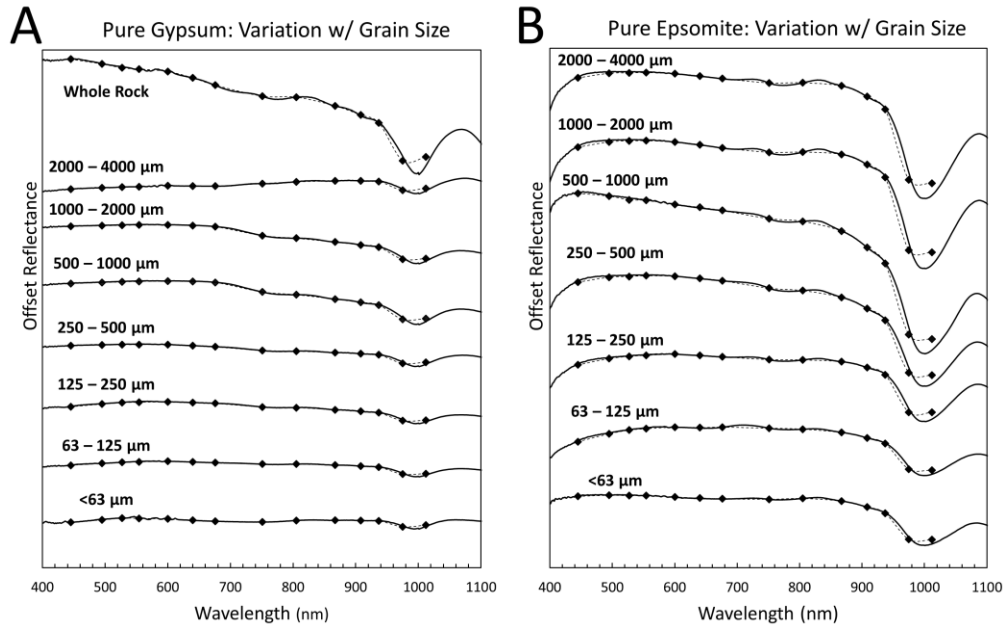 A
Pure Gypsum: Variation w/ Grain Size
Offset Reflectance
Whole Rock
2000 – 4000 µm
1000 – 2000 µm
500 – 1000 µm
250 – 500 µm
125 – 250 µm
63 – 125 µm
<63 µm
400 500 600 700 800 900 1000 1100
Wavelength (nm)
B
Pure Epsomite: Variation w/ Grain Size
Offset Reflectance
2000 – 4000 µm
1000 – 2000 µm
500 – 1000 µm
250 – 500 µm
125 – 250 µm
63 – 125 µm
<63 µm
400 500 600 700 800 900 1000 1100
Wavelength (nm)